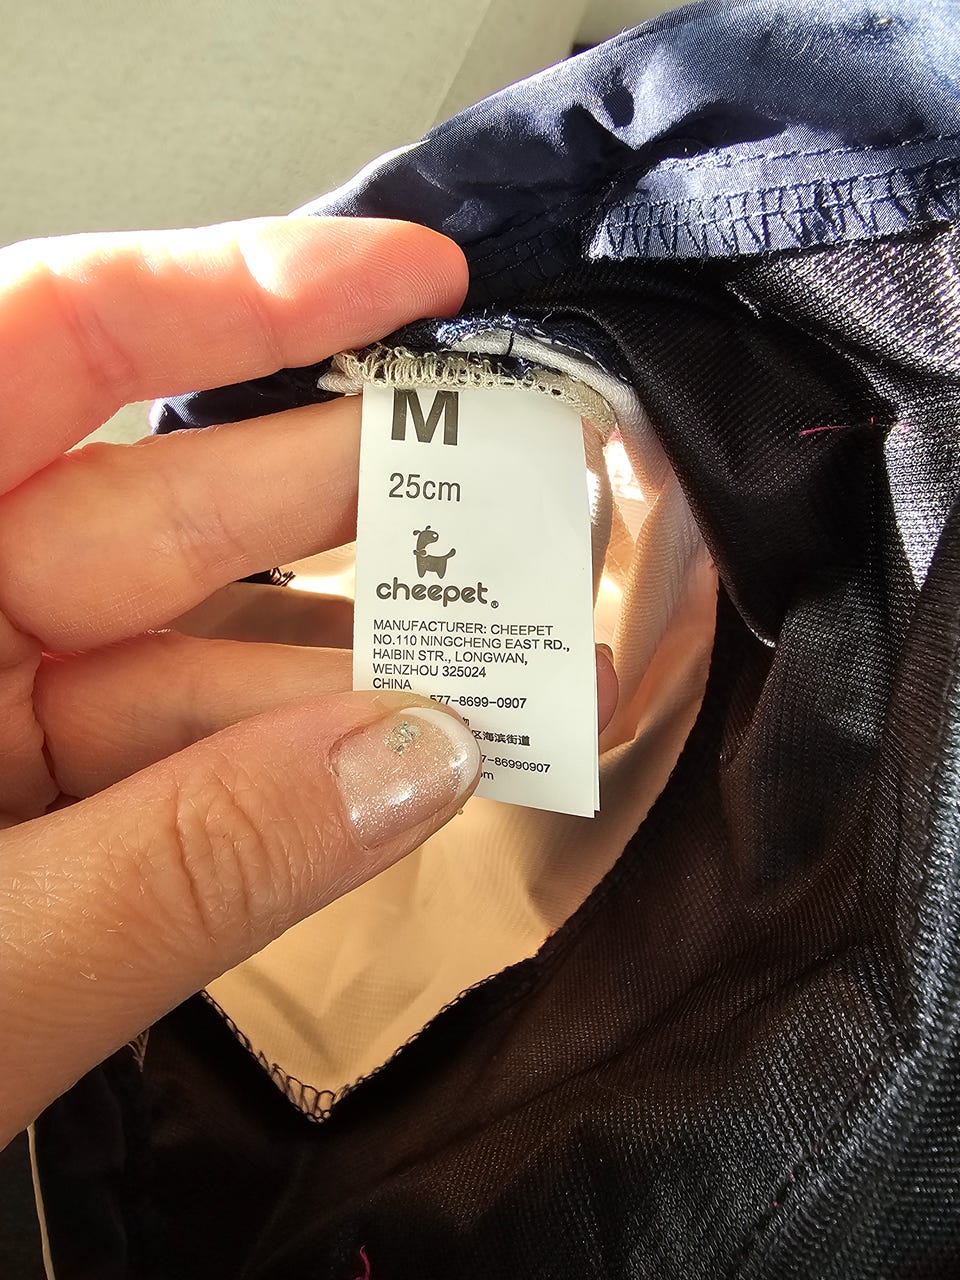 M
25cm
cheepet®
MANUFACTURER: CHEEPET
NO.110 NINGCHENG EAST RD.,
HAIBIN STR., LONGWAN,
WENZHOU 325024
CHINA
577-8699-0907
区海滨街道
7-86990907
om